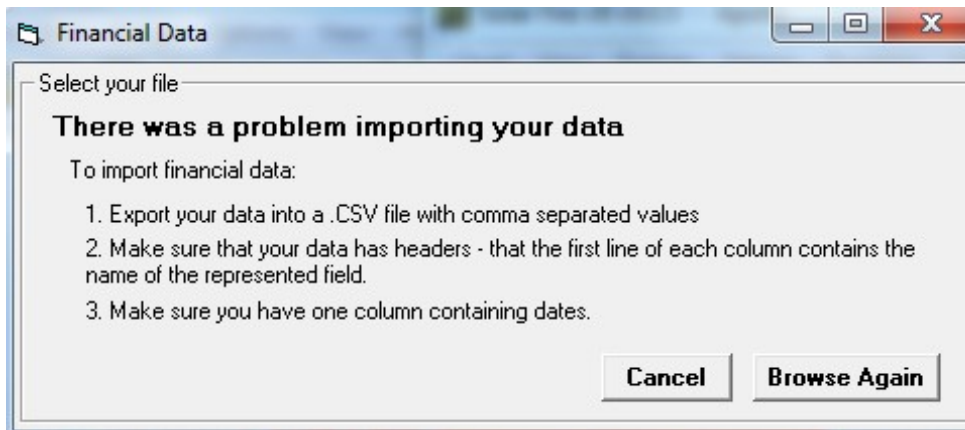 Financial Data
Select your file
There was a problem importing your data
To import financial data:
1. Export your data into a .CSV file with comma separated values
2. Make sure that your data has headers - that the first line of each column contains the
name of the represented field.
3. Make sure you have one column containing dates.
Cancel
Browse Again